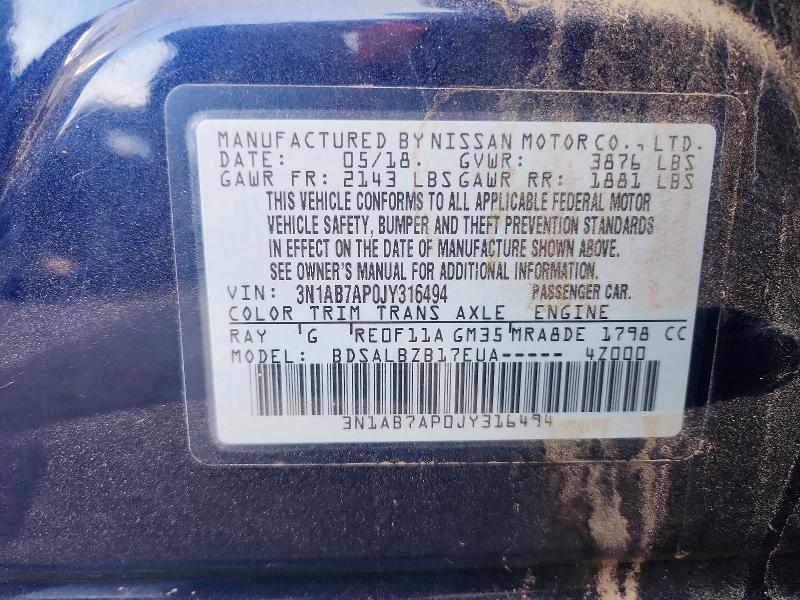 MANUFACTURED BY NISSAN MOTOR CO., LTD.
DATE: 05/18. GVWR: 3876 LBS
GAWR FR: 2143 LBS GAWR RR: 1881 LBS
THIS VEHICLE CONFORMS TO ALL APPLICABLE FEDERAL MOTOR
VEHICLE SAFETY, BUMPER AND THEFT PREVENTION STANDARDS
IN EFFECT ON THE DATE OF MANUFACTURE SHOWN ABOVE.
SEE OWNER'S MANUAL FOR ADDITIONAL INFORMATION.
VIN: 3N1AB7AP0JY316494 PASSENGER CAR.
COLOR TRIM TRANS AXLE ENGINE
RAY G RE0F11A GM35 MRA8DE 1798 CC
MODEL: BDSALBZB17EUA----- 4Z000
3N1AB7AP0JY316494